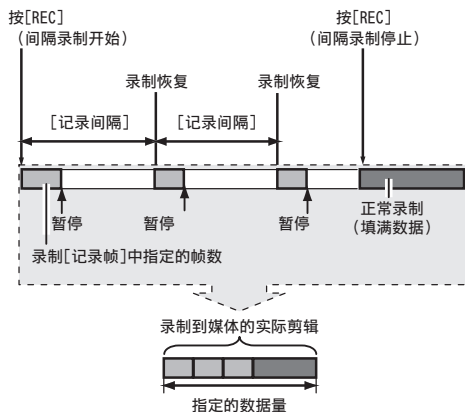 按[REC]
（间隔录制开始）
按[REC]
（间隔录制停止）
录制恢复
录制恢复
[记录间隔]
[记录间隔]
暂停
暂停
暂停
正常录制
（填满数据）
录制[记录帧]中指定的帧数
录制到媒体的实际剪辑
指定的数据量